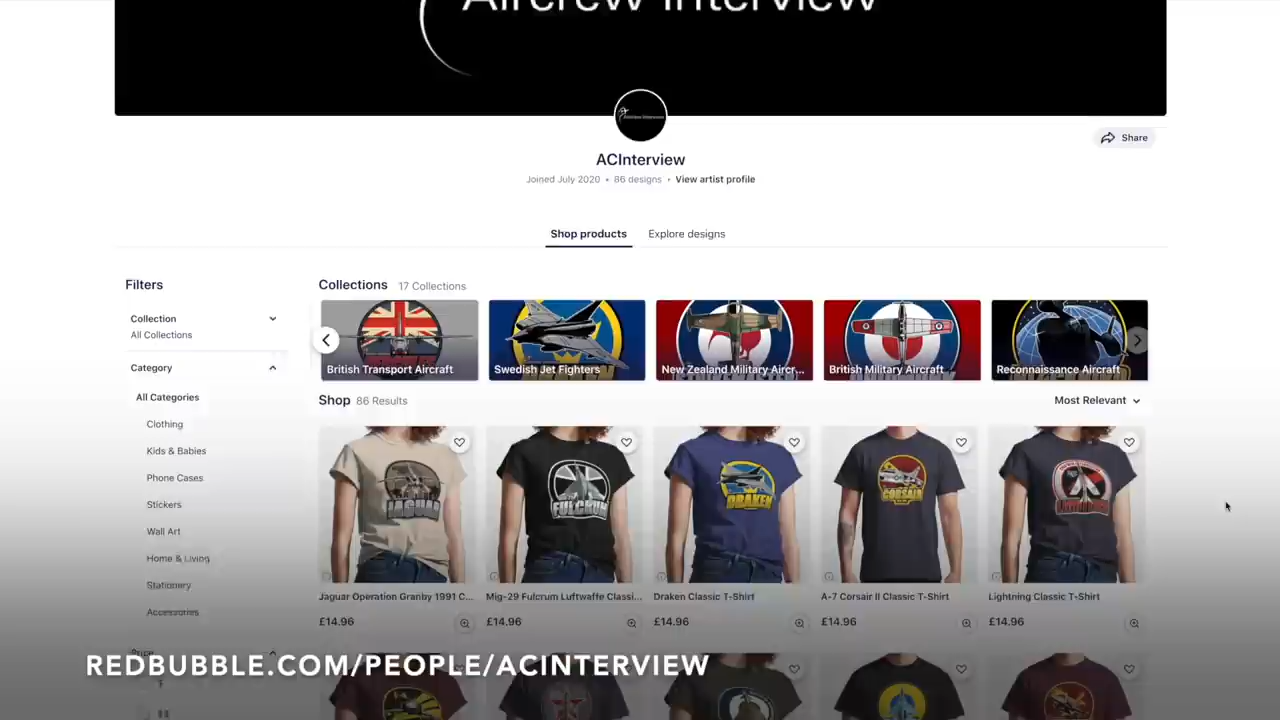 Aircrew Interview
Share
ACInterview
Joined July 2020 • 86 designs • View artist profile
Shop products
Explore designs
Filters
Collection
All Collections
Category
All Categories
Clothing
Kids & Babies
Phone Cases
Stickers
Wall Art
Home & Living
Stationery
Accessories
Price
Collections 17 Collections
British Transport Aircraft
Swedish Jet Fighters
New Zealand Military Aircr...
British Military Aircraft
Reconnaissance Aircraft
Shop 86 Results
Most Relevant
JAGUAR
FULCRUM
DRAKEN
CORSAIR
Jaguar Operation Granby 1991 C...
Mig-29 Fulcrum Luftwaffe Classi...
Draken Classic T-Shirt
A-7 Corsair II Classic T-Shirt
Lightning Classic T-Shirt
£14.96
£14.96
£14.96
£14.96
£14.96
REDBUBBLE.COM/PEOPLE/ACINTERVIEW